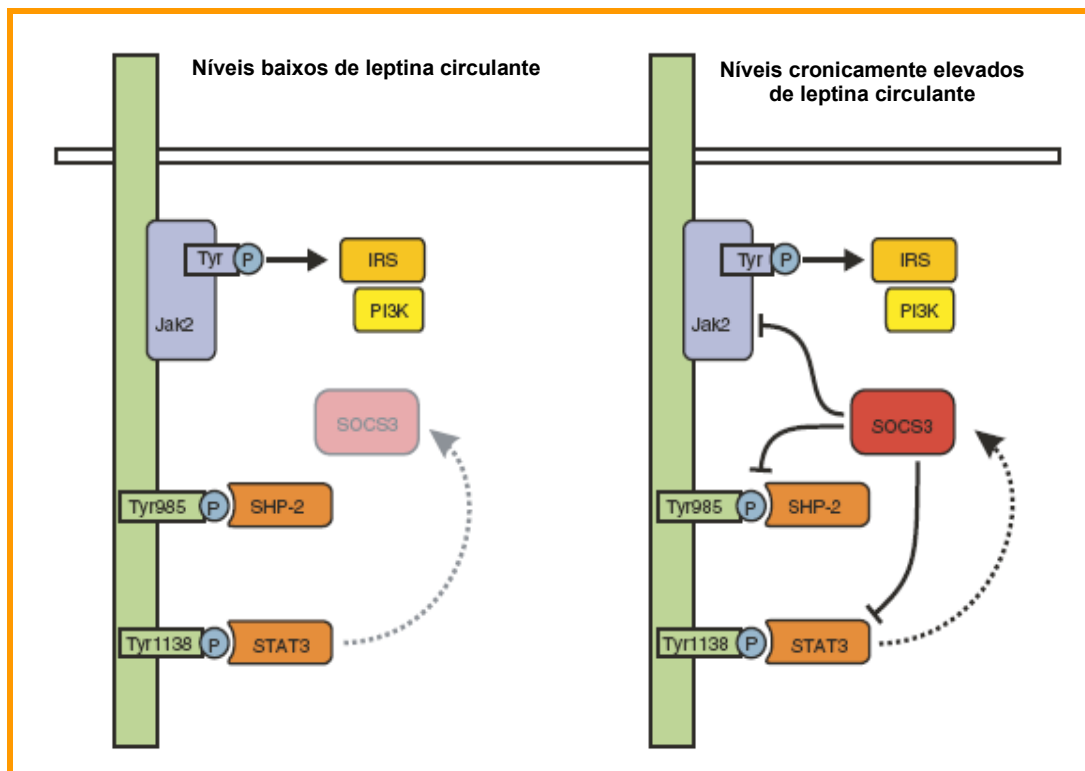 Níveis baixos de leptina circulante
Níveis cronicamente elevados
de leptina circulante
Tyr
P
IRS
PI3K
Jak2
SOCS3
Tyr985
P
SHP-2
Tyr1138
P
STAT3
Tyr
P
IRS
PI3K
Jak2
SOCS3
Tyr985
P
SHP-2
Tyr1138
P
STAT3